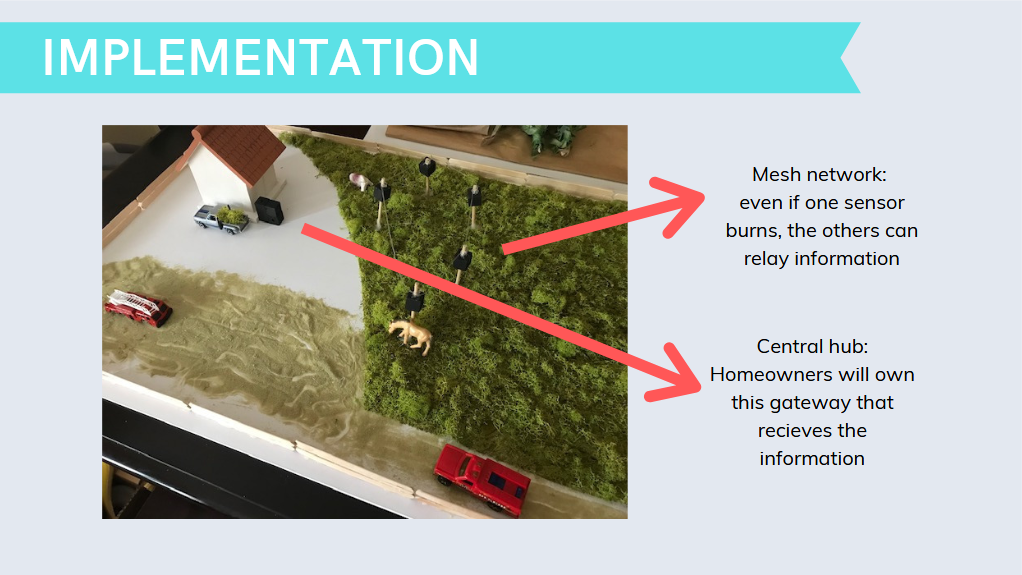 IMPLEMENTATION
Mesh network:
even if one sensor
burns, the others can
relay information
Central hub:
Homeowners will own
this gateway that
recieves the
information